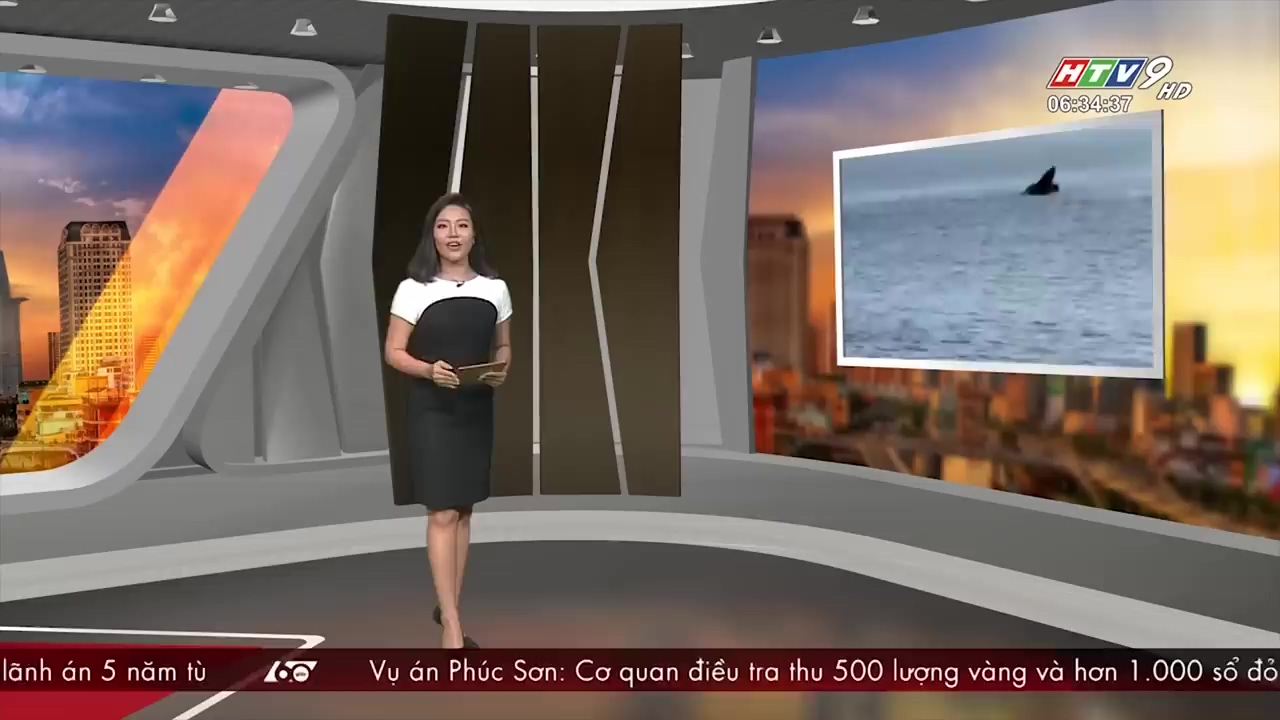 HTV9 HD
06:34:37
lãnh án 5 năm tù 60 Vụ án Phúc Sơn: Cơ quan điều tra thu 500 lượng vàng và hơn 1.000 sổ đỏ